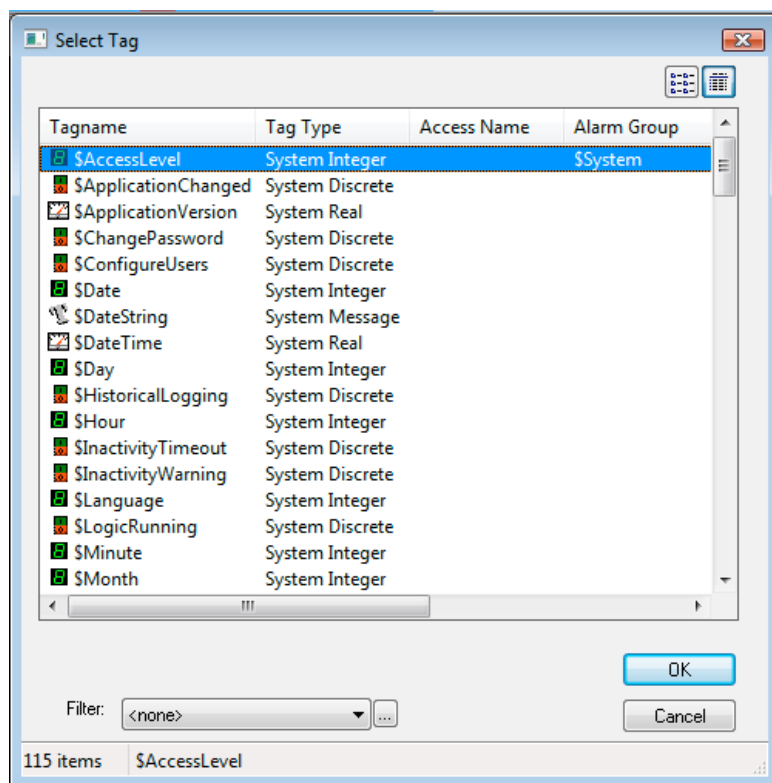 Select Tag
Tagname Tag Type Access Name Alarm Group
$AccessLevel System Integer $System
$ApplicationChanged System Discrete
$ApplicationVersion System Real
$ChangePassword System Discrete
$ConfigureUsers System Discrete
$Date System Integer
$DateString System Message
$DateTime System Real
$Day System Integer
$HistoricalLogging System Discrete
$Hour System Integer
$InactivityTimeout System Discrete
$InactivityWarning System Discrete
$Language System Integer
$LogicRunning System Discrete
$Minute System Integer
$Month System Integer
OK
Filter: <none> ...
Cancel
115 items $AccessLevel